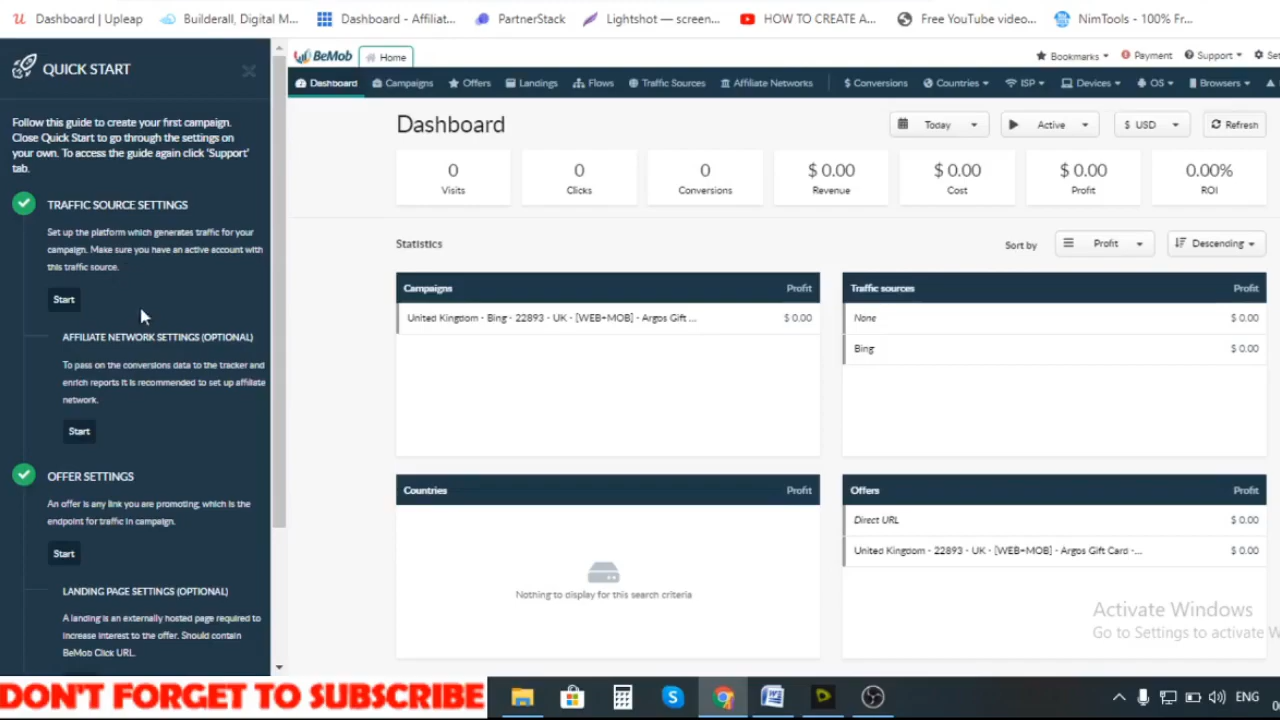 Dashboard | Upleap
Builderall, Digital M...
Dashboard - Affiliat...
PartnerStack
Lightshot — screen...
HOW TO CREATE A...
Free YouTube video...
NimTools - 100% Fr...
QUICK START
Follow this guide to create your first campaign.
Close Quick Start to go through the settings on
your own. To access the guide again click 'Support'
tab.
TRAFFIC SOURCE SETTINGS
Set up the platform which generates traffic for your
campaign. Make sure you have an active account with
this traffic source.
Start
AFFILIATE NETWORK SETTINGS (OPTIONAL)
To pass on the conversions data to the tracker and
enrich reports it is recommended to set up affiliate
network.
Start
OFFER SETTINGS
An offer is any link you are promoting, which is the
endpoint for traffic in campaign.
Start
LANDING PAGE SETTINGS (OPTIONAL)
A landing is an externally hosted page required to
increase interest to the offer. Should contain
BeMob Click URL.
BeMob
Home
Bookmarks
Payment
Support
Dashboard
Campaigns
Offers
Landings
Flows
Traffic Sources
Affiliate Networks
$ Conversions
Countries
ISP
Devices
OS
Browsers
Dashboard
Today
Active
$ USD
Refresh
0
Visits
0
Clicks
0
Conversions
$ 0.00
Revenue
$ 0.00
Cost
$ 0.00
Profit
0.00%
ROI
Statistics
Sort by
Profit
Descending
Campaigns Profit
United Kingdom - Bing - 22893 - UK - [WEB+MOB] - Argos Gift ... $ 0.00
Traffic sources Profit
None $ 0.00
Bing $ 0.00
Countries Profit
Nothing to display for this search criteria
Offers Profit
Direct URL $ 0.00
United Kingdom - 22893 - UK - [WEB+MOB] - Argos Gift Card -... $ 0.00
Activate Windows
Go to Settings to activate W
DON'T FORGET TO SUBSCRIBE
ENG